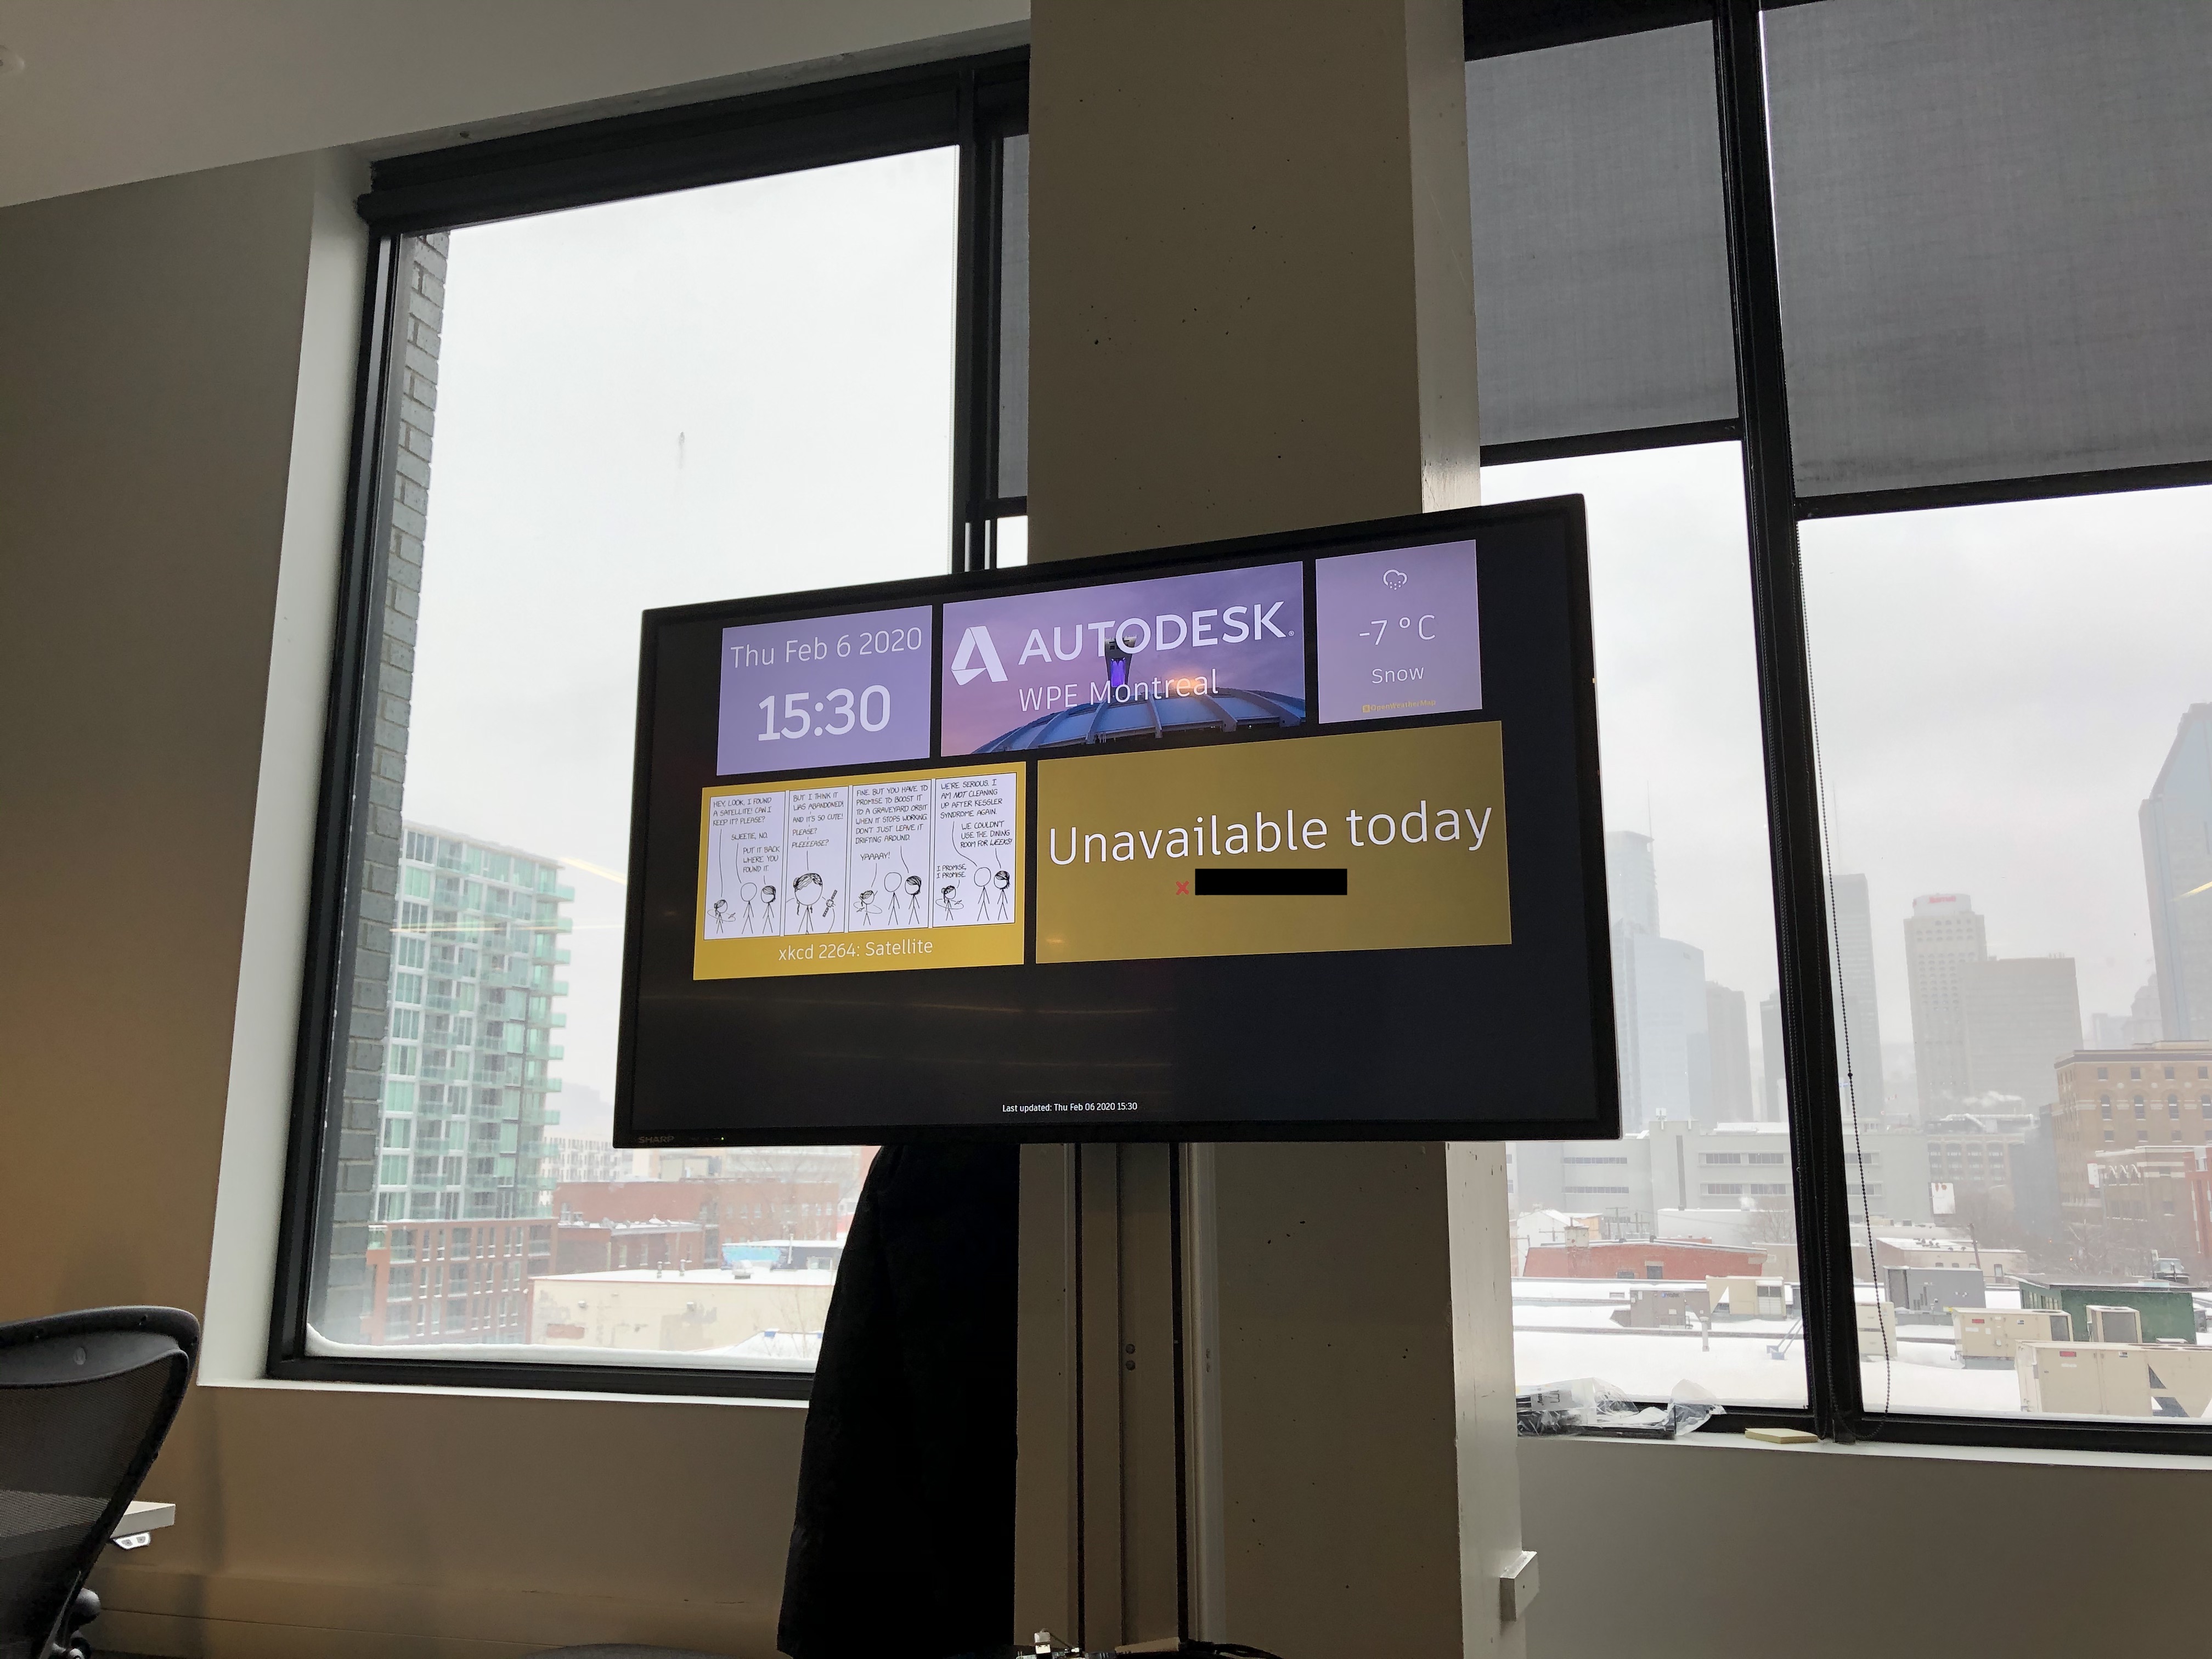 Thu Feb 6 2020
15:30
AUTODESK.
WPE Montreal
-7 °C
Snow
OpenWeatherMap
HEY, LOOK, I FOUND
A SATELLITE! CAN I
KEEP IT? PLEASE?
SWEETIE, NO.
PUT IT BACK
WHERE YOU
FOUND IT.
BUT I THINK IT
WAS ABANDONED!
AND IT'S SO CUTE!
PLEASE?
PLEEEEASE?
FINE BUT YOU HAVE TO
PROMISE TO BOOST IT
TO A GRAVEYARD ORBIT
WHEN IT STOPS WORKING.
DON'T JUST LEAVE IT
DRIFTING AROUND.
YAAAAY!
WE'RE SERIOUS. I
AM NOT CLEANING
UP AFTER KESSLER
SYNDROME AGAIN.
WE COULDN'T
USE THE DINING
ROOM FOR WEEKS!
I PROMISE,
I PROMISE.
xkcd 2264: Satellite
Unavailable today
Last updated: Thu Feb 06 2020 15:30
SHARP